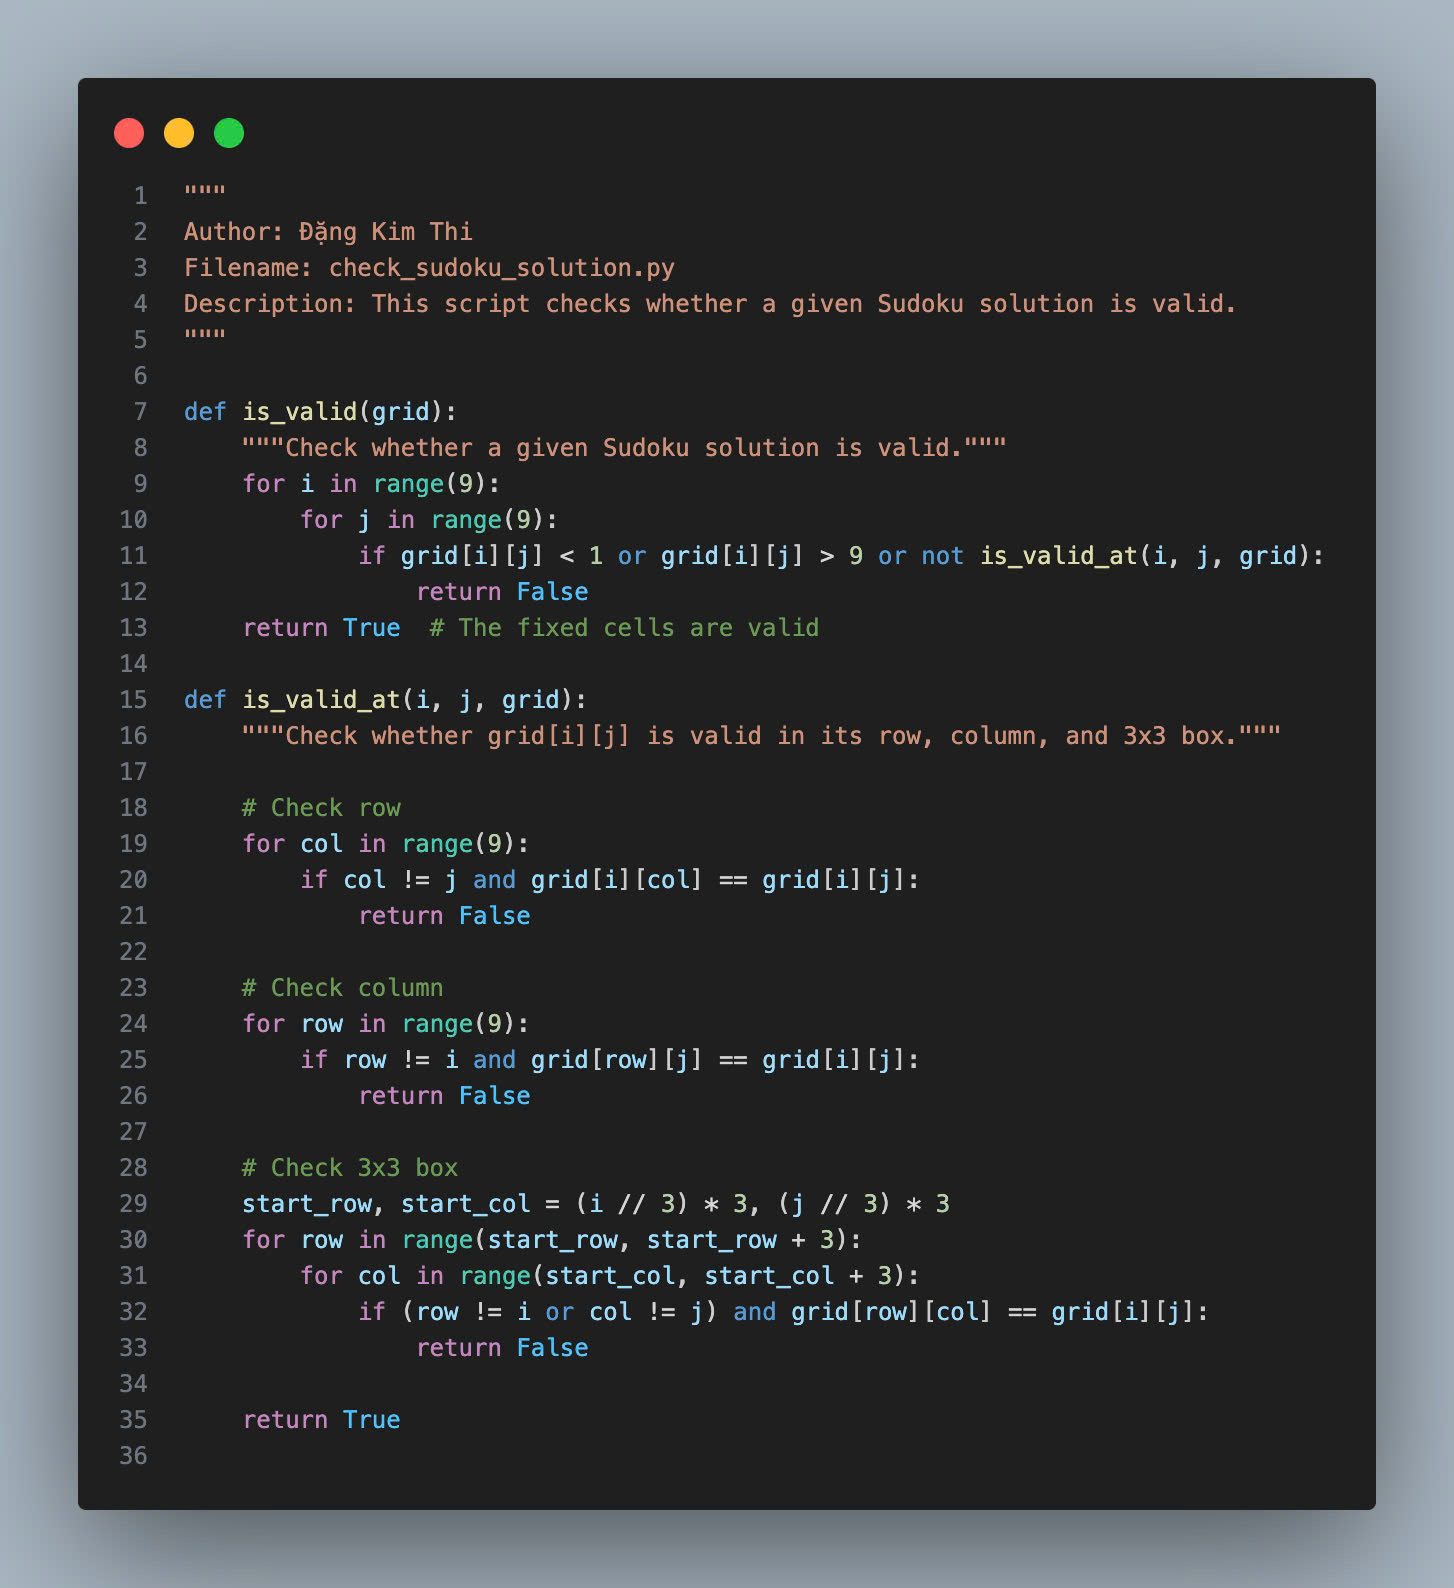 1 """
2 Author: Đặng Kim Thi
3 Filename: check_sudoku_solution.py
4 Description: This script checks whether a given Sudoku solution is valid.
5 """
6
7 def is_valid(grid):
8     """Check whether a given Sudoku solution is valid."""
9     for i in range(9):
10         for j in range(9):
11             if grid[i][j] < 1 or grid[i][j] > 9 or not is_valid_at(i, j, grid):
12                 return False
13     return True  # The fixed cells are valid
14
15 def is_valid_at(i, j, grid):
16     """Check whether grid[i][j] is valid in its row, column, and 3x3 box."""
17
18     # Check row
19     for col in range(9):
20         if col != j and grid[i][col] == grid[i][j]:
21             return False
22
23     # Check column
24     for row in range(9):
25         if row != i and grid[row][j] == grid[i][j]:
26             return False
27
28     # Check 3x3 box
29     start_row, start_col = (i // 3) * 3, (j // 3) * 3
30     for row in range(start_row, start_row + 3):
31         for col in range(start_col, start_col + 3):
32             if (row != i or col != j) and grid[row][col] == grid[i][j]:
33                 return False
34
35     return True
36